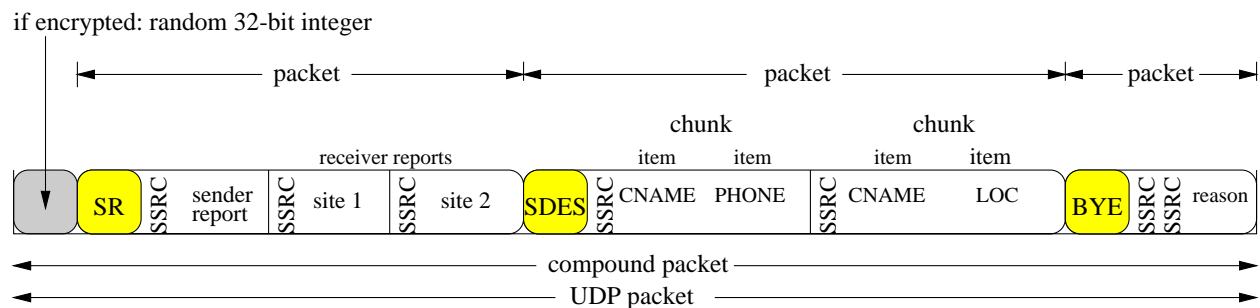 if encrypted: random 32-bit integer
packet packet packet
chunk chunk
receiver reports item item item item
SR SSRC sender report SSRC site 1 SSRC site 2 SDES SSRC CNAME PHONE SSRC CNAME LOC BYE SSRC SSRC reason
compound packet
UDP packet